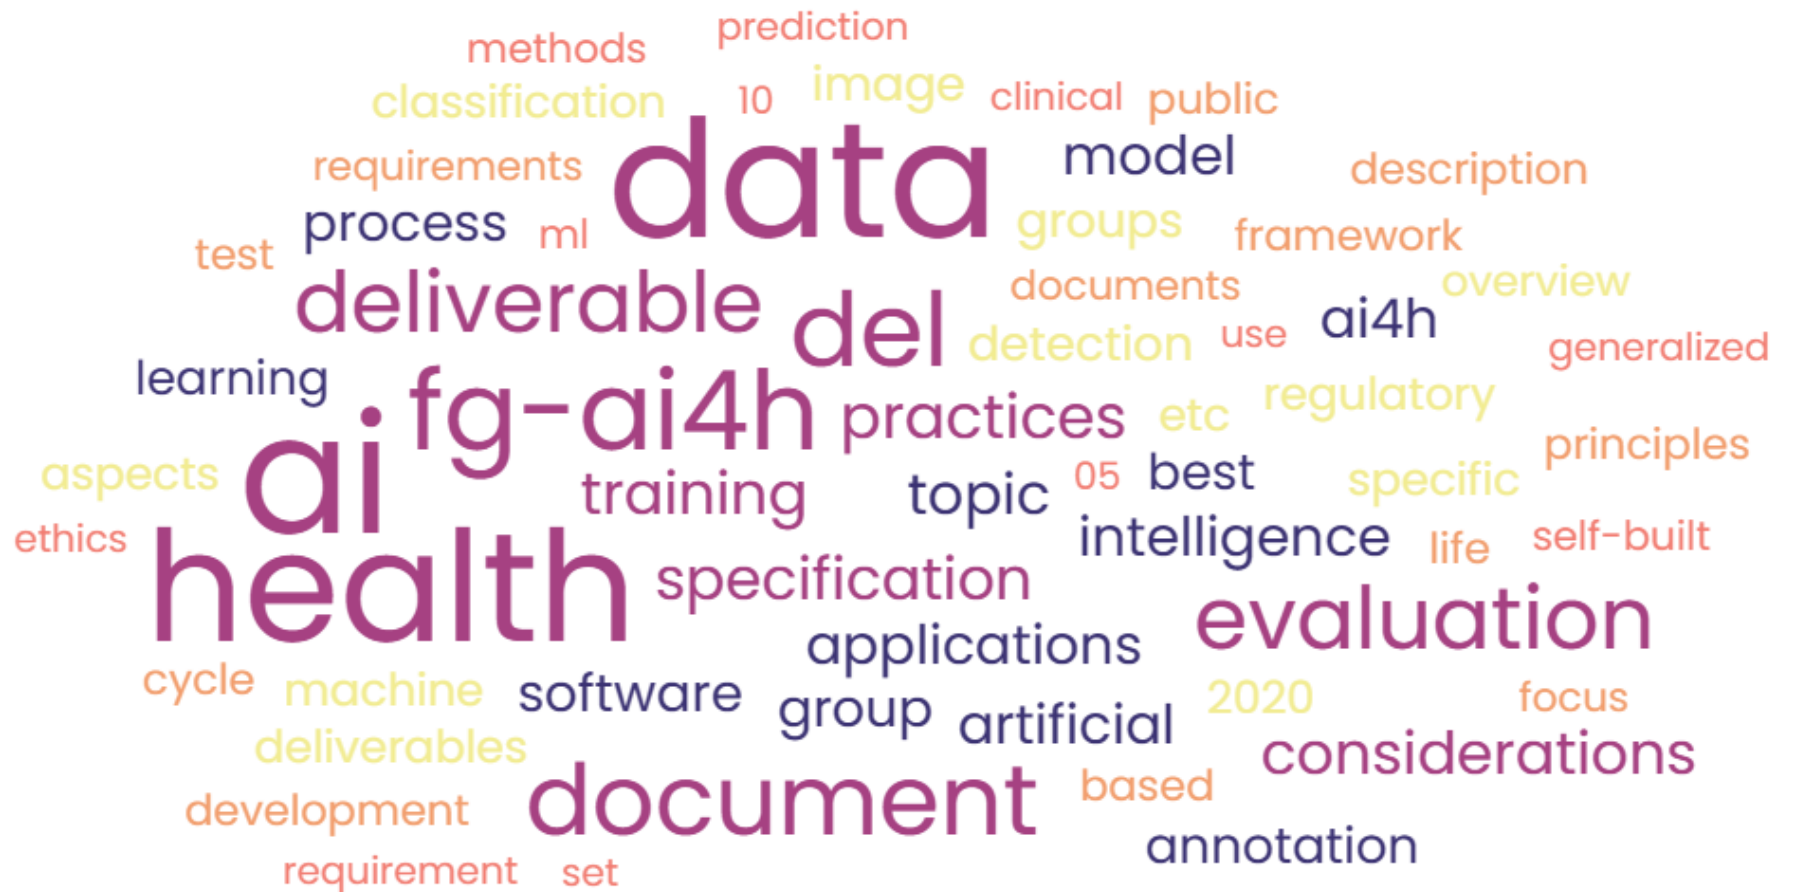 prediction
methods
classification
10
image
clinical
public
data
model
requirements
description
process
ml
groups
framework
test
deliverable
del
documents
overview
ai4h
detection
use
generalized
learning
fg-ai4h
practices
etc
regulatory
principles
ai
aspects
training
topic
05
best
specific
ethics
health
specification
intelligence
life
self-built
applications
evaluation
cycle
machine
software
group
artificial
2020
focus
deliverables
considerations
document
based
development
annotation
requirement
set